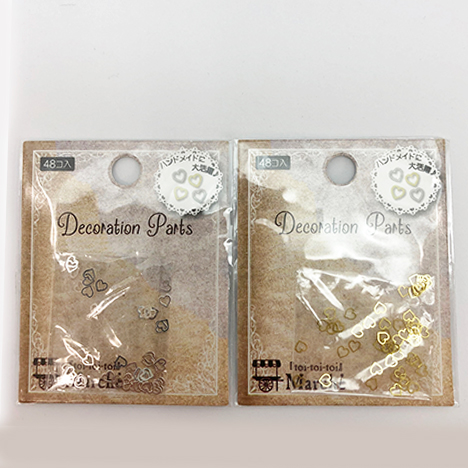 48コ入
ハンドメイドに
大活躍!
Decoration Parts
Marché
48コ入
ハンドメイドに
大活躍!
Decoration Parts
『toi・toi・toi』